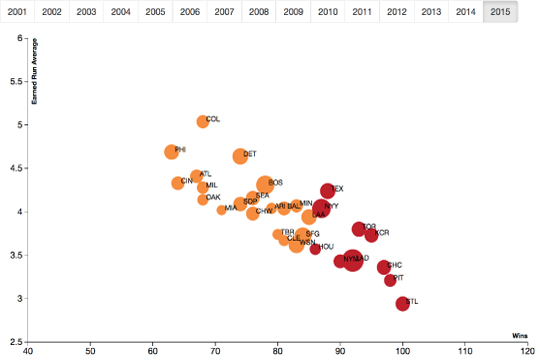 2001 2002 2003 2004 2005 2006 2007 2008 2009 2010 2011 2012 2013 2014 2015
Earned Run Average
6
5.5
5
4.5
4
3.5
3
2.5
COL
PHI
DET
ATL
CIN
MIL
BOS
OAK
SEA
TEX
SDP
MIA
CHW
ARI
BAL
MIN
NYY
LAA
TOR
KCR
TBR
CLE
SFG
WSN
HOU
NYM
LAD
CHC
PIT
STL
Wins
40 50 60 70 80 90 100 110 120